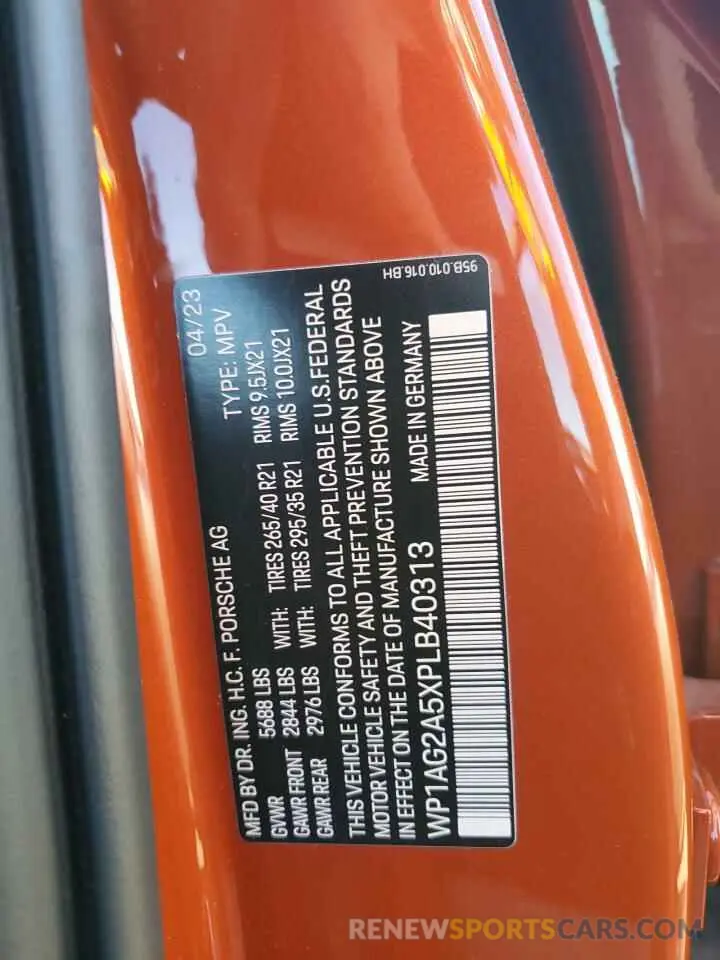 MFD BY DR. ING. H.C. F. PORSCHE AG 04/23
GVWR 5688 LBS TYPE: MPV
GAWR FRONT 2844 LBS WITH: TIRES 265/40 R21 RIMS 9.5JX21
GAWR REAR 2976 LBS WITH: TIRES 295/35 R21 RIMS 10.0JX21
THIS VEHICLE CONFORMS TO ALL APPLICABLE U.S. FEDERAL
MOTOR VEHICLE SAFETY AND THEFT PREVENTION STANDARDS
IN EFFECT ON THE DATE OF MANUFACTURE SHOWN ABOVE
WP1AG2A5XPLB40313 MADE IN GERMANY
95B.010.016.BH
RENEWSPORTSCARS.COM